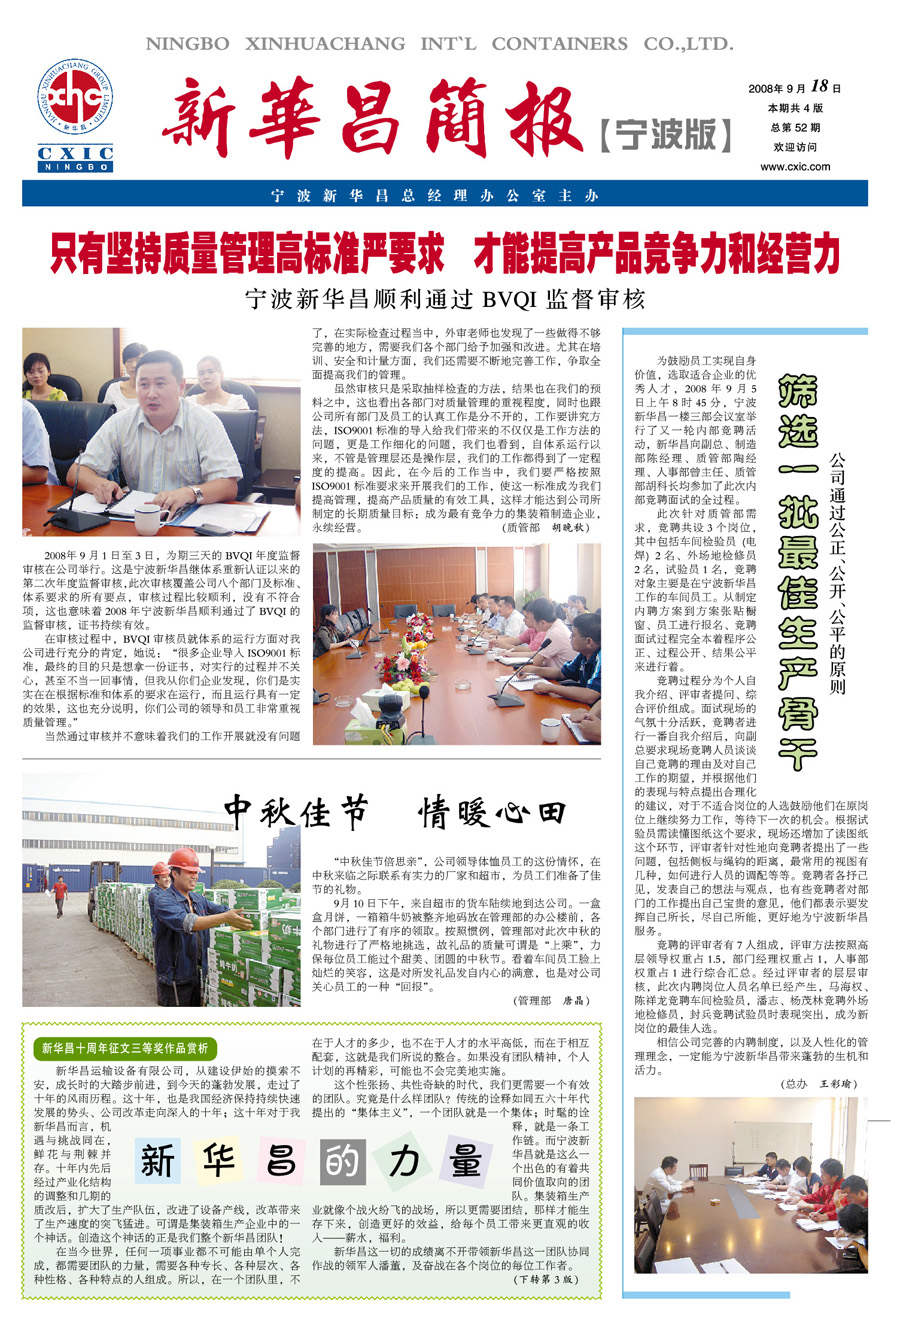 NINGBO XINHUACHANG INT`L CONTAINERS CO.,LTD.
JIANGSU XINHUACHANG GROUP LIMITED
xhc
·新华昌·
CXIC
NINGBO
新華昌簡报【宁波版】
2008年9月18日
本期共4版
总第52期
欢迎访问
www.cxic.com
宁波新华昌总经理办公室主办
只有坚持质量管理高标准严要求 才能提高产品竞争力和经营力
宁波新华昌顺利通过BVQI监督审核
2008年9月1日至3日，为期三天的BVQI年度监督
审核在公司举行。这是宁波新华昌继体系重新认证以来的
第二次年度监督审核,此次审核覆盖公司八个部门及标准、
体系要求的所有要点，审核过程比较顺利，没有不符合
项，这也意味着2008年宁波新华昌顺利通过了BVQI的
监督审核，证书持续有效。
在审核过程中，BVQI审核员就体系的运行方面对我
公司进行充分的肯定，她说：“很多企业导入ISO9001标
准，最终的目的只是想拿一份证书，对实行的过程并不关
心，甚至不当一回事情，但我从你们企业发现，你们是实
实在在根据标准和体系的要求在运行，而且运行具有一定
的效果，这也充分说明，你们公司的领导和员工非常重视
质量管理。”
当然通过审核并不意味着我们的工作开展就没有问题
了，在实际检查过程当中，外审老师也发现了一些做得不够
完善的地方，需要我们各个部门给予加强和改进。尤其在培
训、安全和计量方面，我们还需要不断地完善工作，争取全
面提高我们的管理。
虽然审核只是采取抽样检查的方法，结果也在我们的预
料之中，这也看出各部门对质量管理的重视程度，同时也跟
公司所有部门及员工的认真工作是分不开的，工作要讲究方
法，ISO9001标准的导入给我们带来的不仅仅是工作方法的
问题，更是工作细化的问题，我们也看到，自体系运行以
来，不管是管理层还是操作层，我们的工作都得到了一定程
度的提高。因此，在今后的工作当中，我们要严格按照
ISO9001标准要求来开展我们的工作，使这一标准成为我们
提高管理，提高产品质量的有效工具，这样才能达到公司所
制定的长期质量目标：成为最有竞争力的集装箱制造企业，
永续经营。 (质管部 胡晚秋)
中秋佳节 情暖心田
“中秋佳节倍思亲”，公司领导体恤员工的这份情怀，在
中秋来临之际联系有实力的厂家和超市，为员工们准备了佳
节的礼物。
9月10日下午，来自超市的货车陆续地到达公司。一盒
盒月饼，一箱箱牛奶被整齐地码放在管理部的办公楼前，各
个部门进行了有序的领取。按照惯例，管理部对此次中秋的
礼物进行了严格地挑选，故礼品的质量可谓是“上乘”，力
保每位员工能过个甜美、团圆的中秋节。看着车间员工脸上
灿烂的笑容，这是对所发礼品发自内心的满意，也是对公司
关心员工的一种“回报”。
(管理部 唐晶)
新华昌十周年征文三等奖作品赏析
新华昌的力量
新华昌运输设备有限公司，从建设伊始的摸索不
安，成长时的大踏步前进，到今天的蓬勃发展，走过了
十年的风雨历程。这十年，也是我国经济保持持续快速
发展的势头、公司改革走向深入的十年；这十年对于我
新华昌而言，机
遇与挑战同在，
鲜花与荆棘并
存。十年内先后
经过产业化结构
的调整和几期的
质改后，扩大了生产队伍，改进了设备产线，改革带来
了生产速度的突飞猛进。可谓是集装箱生产企业中的一
个神话。创造这个神话的正是我们整个新华昌团队！
在当今世界，任何一项事业都不可能由单个人完
成，都需要团队的力量，需要各种专长、各种层次、各
种性格、各种特点的人组成。所以，在一个团队里，不
在于人才的多少，也不在于人才的水平高低，而在于相互
配套，这就是我们所说的整合。如果没有团队精神，个人
计划的再精彩，可能也不会完美地实施。
这个性张扬、共性奇缺的时代，我们更需要一个有效
的团队。究竟是什么样团队？传统的诠释如同五六十年代
提出的“集体主义”，一个团队就是一个集体；时髦的诠
释，就是一条工
作链。而宁波新
华昌就是这么一
个出色的有着共
同价值取向的团
队。集装箱生产
业就像个战火纷飞的战场，所以更需要团结，那样才能生
存下来，创造更好的效益，给每个员工带来更直观的收
入——薪水，福利。
新华昌这一切的成绩离不开带领新华昌这一团队协同
作战的领军人潘董，及奋战在各个岗位的每位工作者。
(下转第3版)
筛选一批最佳生产骨干
公司通过公正、公开、公平的原则
为鼓励员工实现自身
价值，选取适合企业的优
秀人才，2008年9月5
日上午8时45分，宁波
新华昌一楼三部会议室举
行了又一轮内部竞聘活
动，新华昌向副总、制造
部陈经理、质管部陶经
理、人事部曾主任、质管
部胡科长均参加了此次内
部竞聘面试的全过程。
此次针对质管部需
求，竞聘共设3个岗位，
其中包括车间检验员（电
焊）2名、外场地检修员
2名，试验员1名，竞聘
对象主要是在宁波新华昌
工作的车间员工。从制定
内聘方案到方案张贴橱
窗、员工进行报名、竞聘
面试过程完全本着程序公
正、过程公开、结果公平
来进行着。
竞聘过程分为个人自
我介绍、评审者提问、综
合评价组成。面试现场的
气氛十分活跃，竞聘者进
行一番自我介绍后，向副
总要求现场竞聘人员谈谈
自己竞聘的理由及对自己
工作的期望，并根据他们
的表现与特点提出合理化
的建议，对于不适合岗位的人选鼓励他们在原岗
位上继续努力工作，等待下一次的机会。根据试
验员需读懂图纸这个要求，现场还增加了读图纸
这个环节，评审者针对性地向竞聘者提出了一些
问题，包括侧板与绳钩的距离，最常用的视图有
几种，如何进行人员的调配等等。竞聘者各抒己
见，发表自己的想法与观点，也有些竞聘者对部
门的工作提出自己宝贵的意见，他们都表示要发
挥自己所长，尽自己所能，更好地为宁波新华昌
服务。
竞聘的评审者有7人组成，评审方法按照高
层领导权重占1.5，部门经理权重占1，人事部
权重占1进行综合汇总。经过评审者的层层审
核，此次内聘岗位人员名单已经产生，马海权、
陈祥龙竞聘车间检验员，潘志、杨茂林竞聘外场
地检修员，封兵竞聘试验员时表现突出，成为新
岗位的最佳人选。
相信公司完善的内聘制度，以及人性化的管
理理念，一定能为宁波新华昌带来蓬勃的生机和
活力。
(总办 王彩瑜)